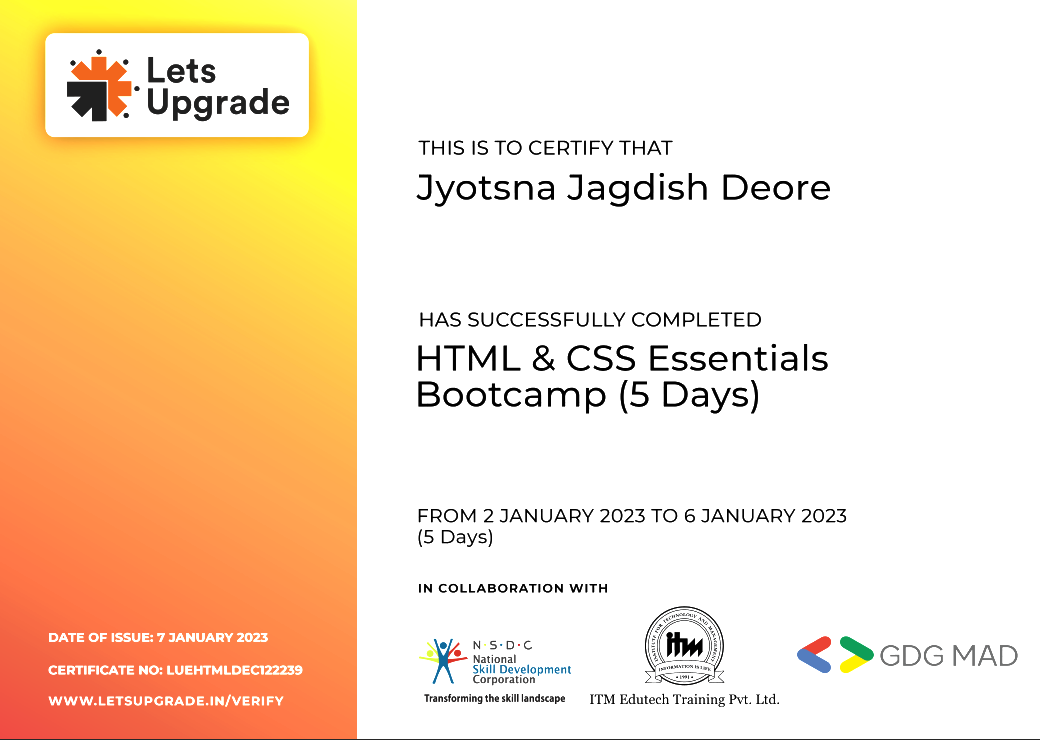 Lets
Upgrade
THIS IS TO CERTIFY THAT
Jyotsna Jagdish Deore
HAS SUCCESSFULLY COMPLETED
HTML & CSS Essentials
Bootcamp (5 Days)
FROM 2 JANUARY 2023 TO 6 JANUARY 2023
(5 Days)
IN COLLABORATION WITH
N·S·D·C
National
Skill Development
Corporation
Transforming the skill landscape
INSTITUTE FOR TECHNOLOGY AND MANAGEMENT
itm
INFORMATION IS LIFE
• 1991 •
ITM Edutech Training Pvt. Ltd.
GDG MAD
DATE OF ISSUE: 7 JANUARY 2023
CERTIFICATE NO: LUEHTMLDEC122239
WWW.LETSUPGRADE.IN/VERIFY